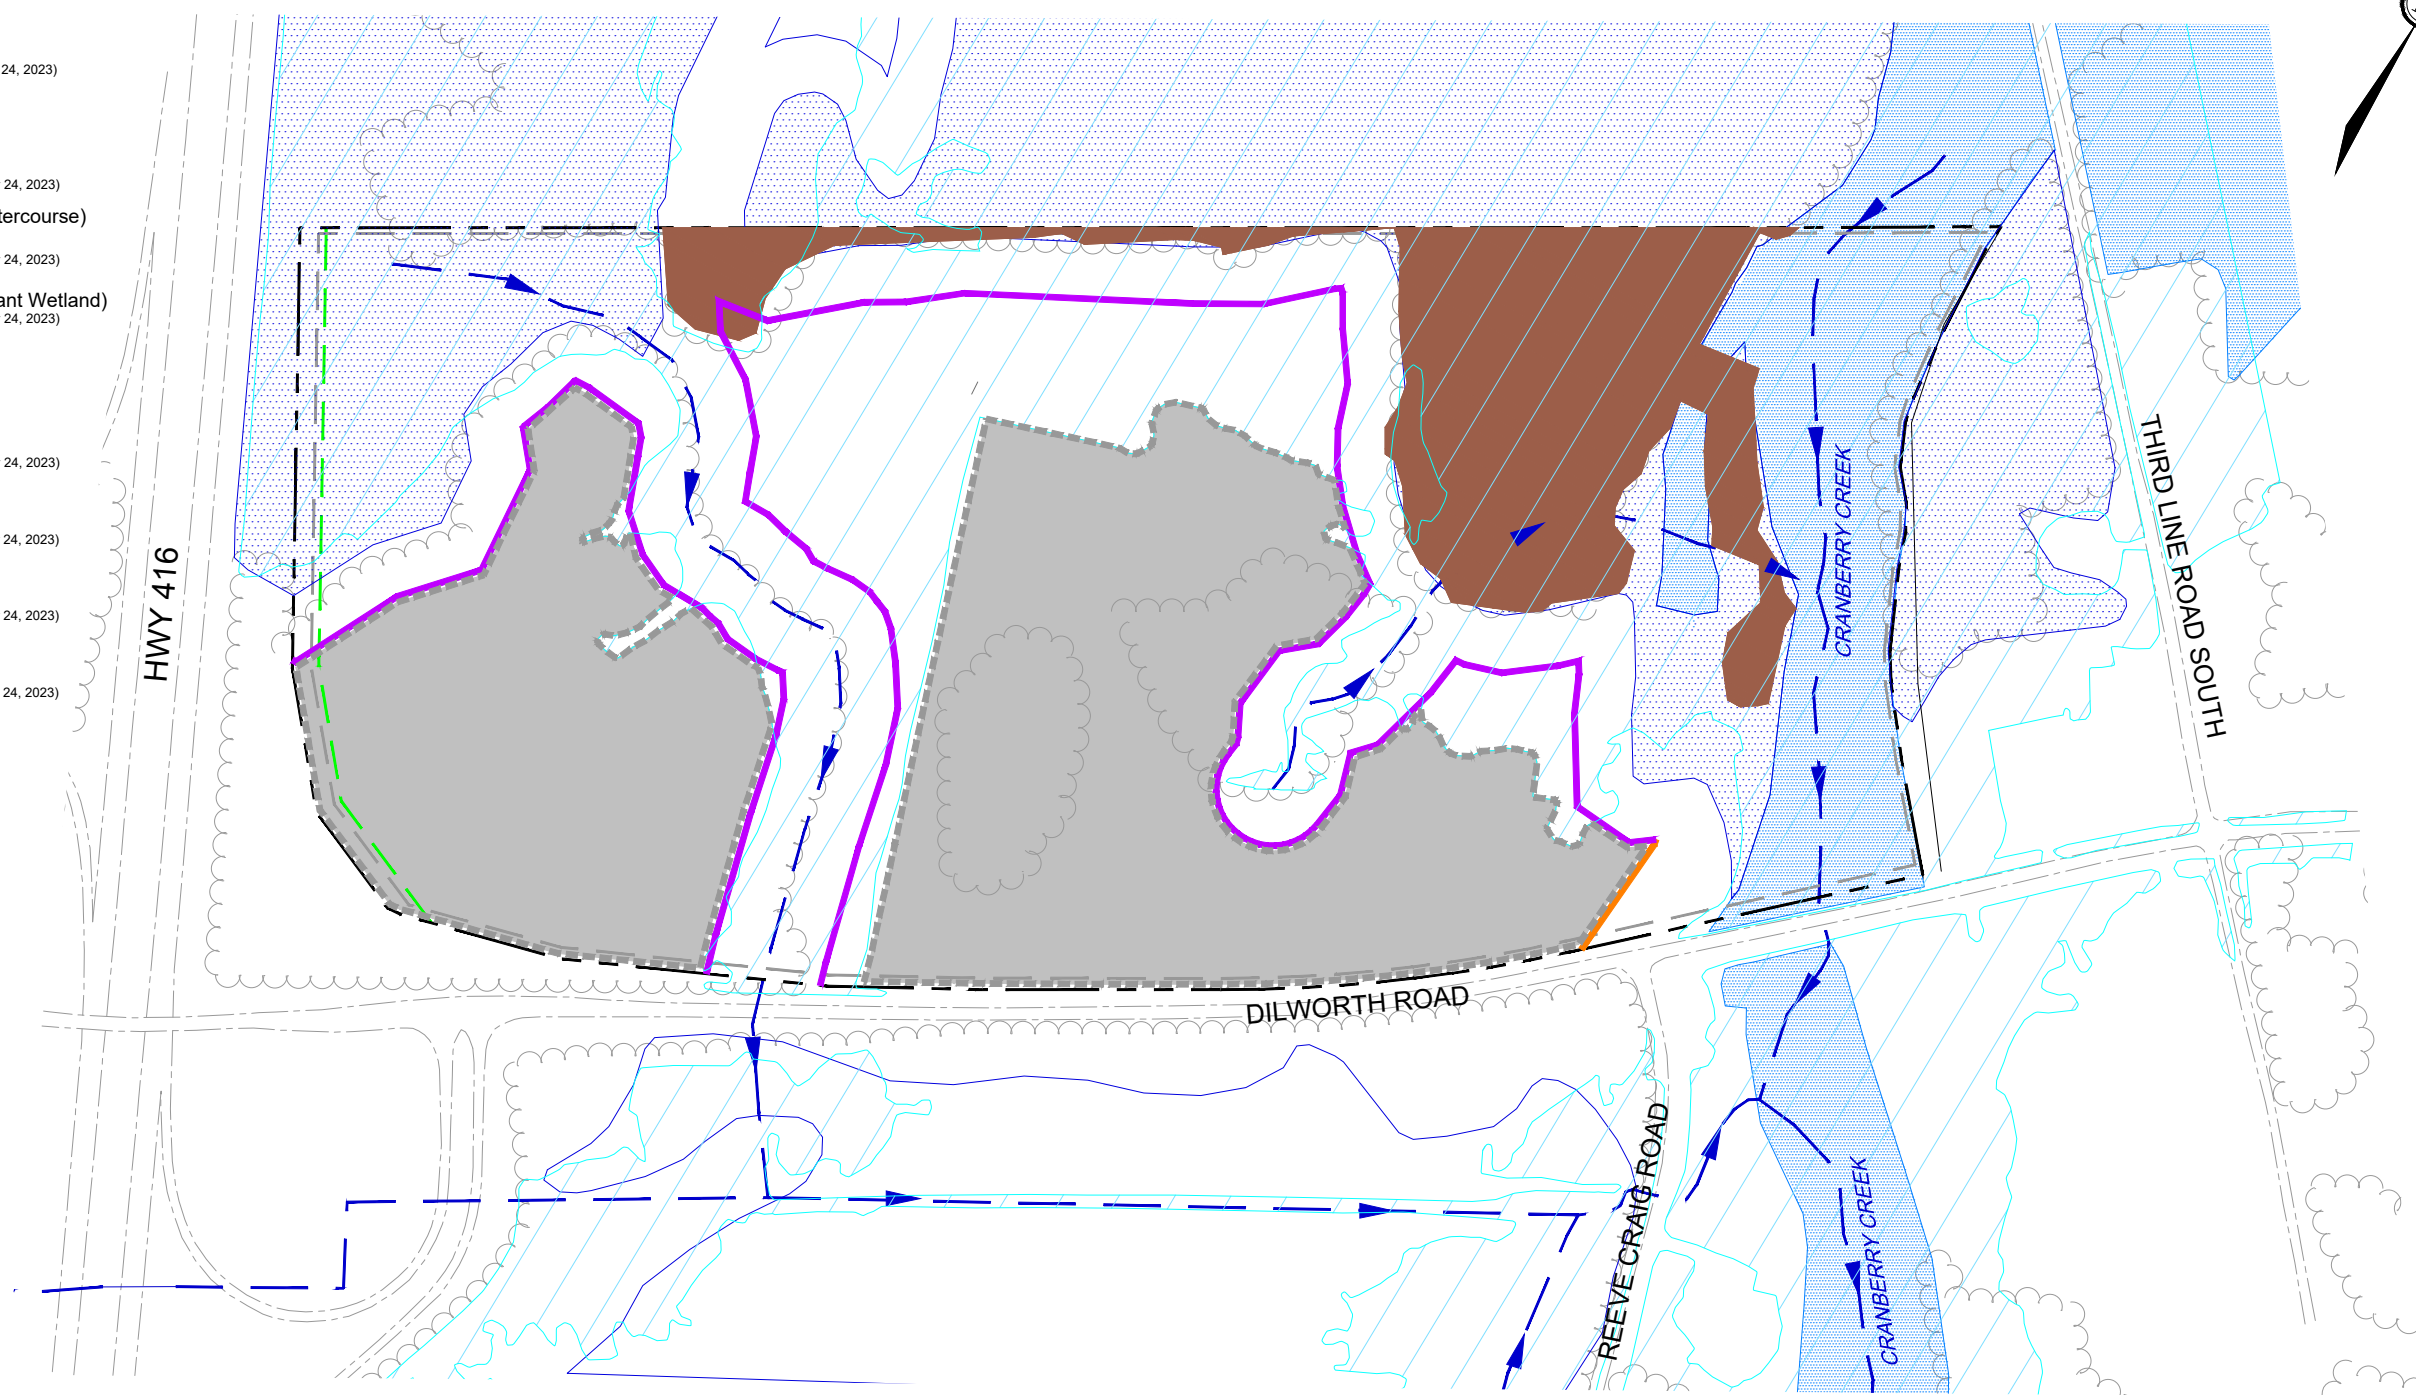 24, 2023)
24, 2023)
tercourse)
24, 2023)
ant Wetland)
24, 2023)
24, 2023)
24, 2023)
24, 2023)
24, 2023)
HWY 416
CRANBERRY CREEK
THIRD LINE ROAD SOUTH
DILWORTH ROAD
REEVE CRAIG ROAD
CRANBERRY CREEK